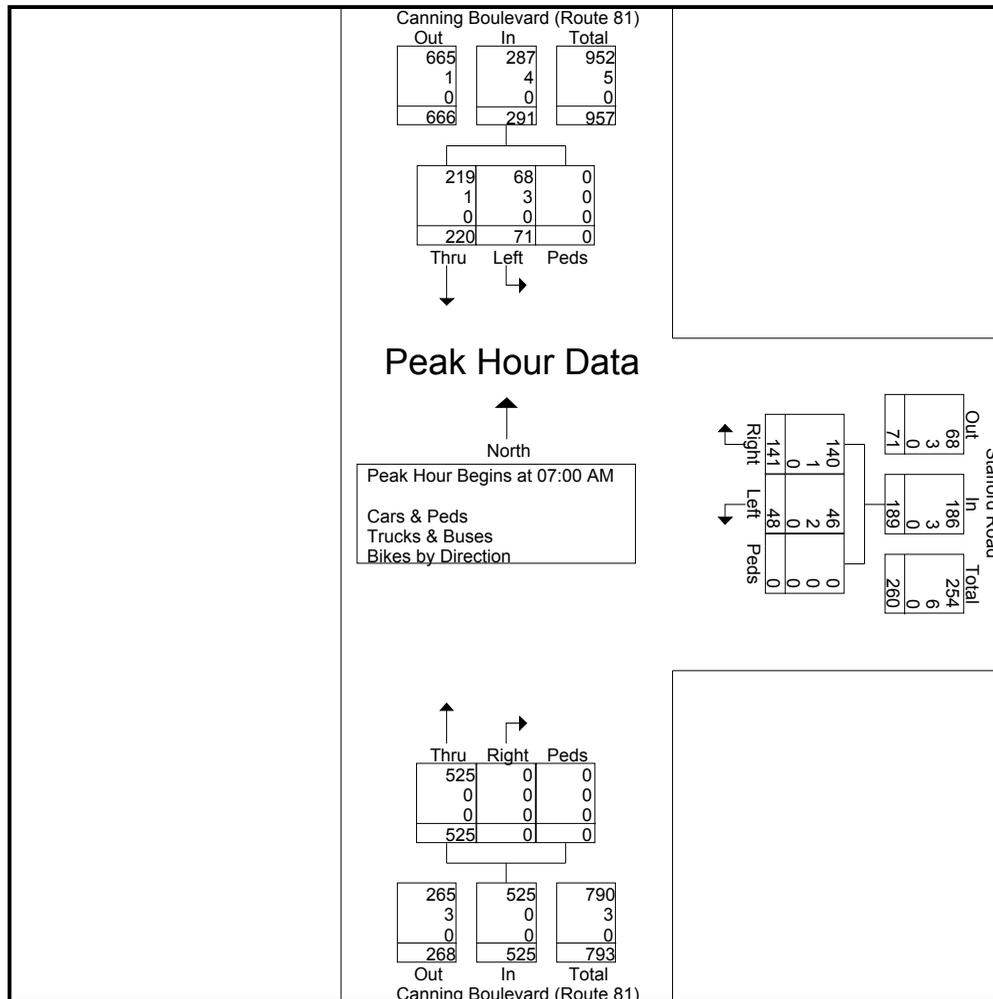 Canning Boulevard (Route 81)
Out In Total
665 287 952
1 4 5
0 0 0
666 291 957
219 68 0
1 3 0
0 0 0
220 71 0
Thru Left Peds
Peak Hour Data
North
Peak Hour Begins at 07:00 AM
Cars & Peds
Trucks & Buses
Bikes by Direction
Stafford Road
Out In Total
68 186 254
3 3 6
0 0 0
71 189 260
140 46 0
1 2 0
0 0 0
141 48 0
Right Left Peds
Thru Right Peds
525 0 0
0 0 0
0 0 0
525 0 0
265 525 790
3 0 3
0 0 0
268 525 793
Out In Total
Canning Boulevard (Route 81)